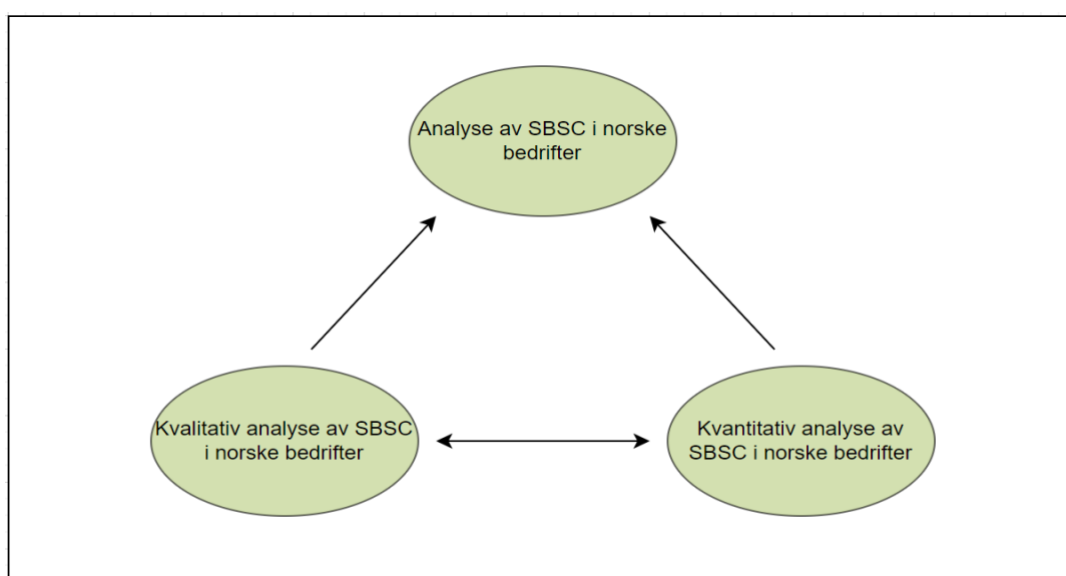 Analyse av SBSC i norske
bedrifter
Kvalitativ analyse av SBSC
i norske bedrifter
Kvantitativ analyse av
SBSC i norske bedrifter